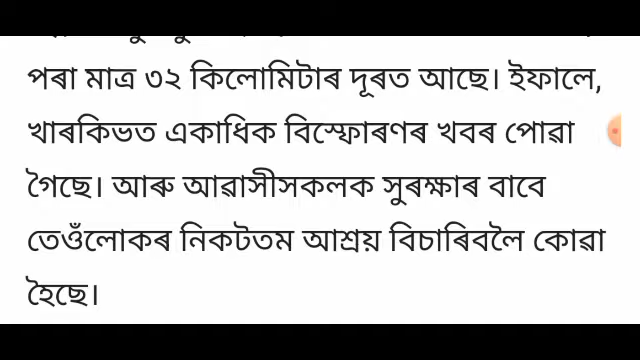 পৰা মাত্ৰ ৩২ কিলোমিটাৰ দূৰত আছে। ইফালে,
খাৰকিভত একাধিক বিস্ফোৰণৰ খবৰ পোৱা
গৈছে। আৰু আৱাসীসকলক সুৰক্ষাৰ বাবে
তেওঁলোকৰ নিকটতম আশ্ৰয় বিচাৰিবলৈ কোৱা
হৈছে।